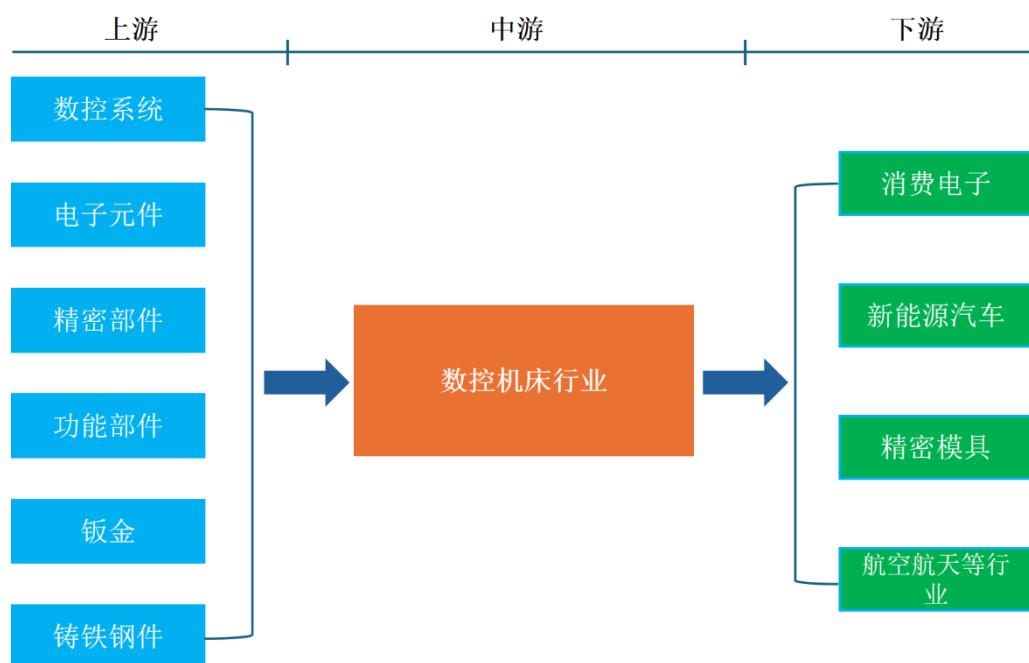 上游
中游
下游
数控系统
电子元件
精密部件
功能部件
钣金
铸铁钢件
数控机床行业
消费电子
新能源汽车
精密模具
航空航天等行
业